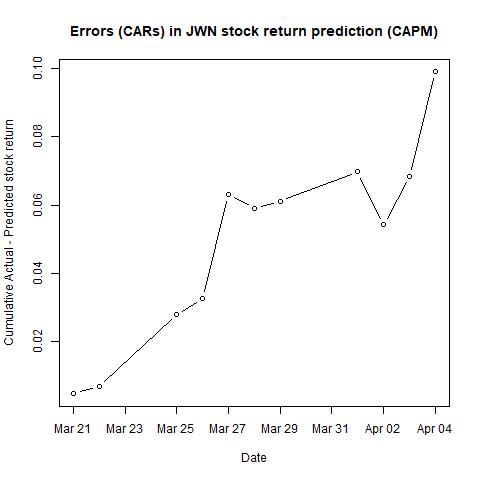 Errors (CARs) in JWN stock return prediction (CAPM)
Cumulative Actual - Predicted stock return
0.10
0.08
0.06
0.04
0.02
Mar 21 Mar 23 Mar 25 Mar 27 Mar 29 Mar 31 Apr 02 Apr 04
Date